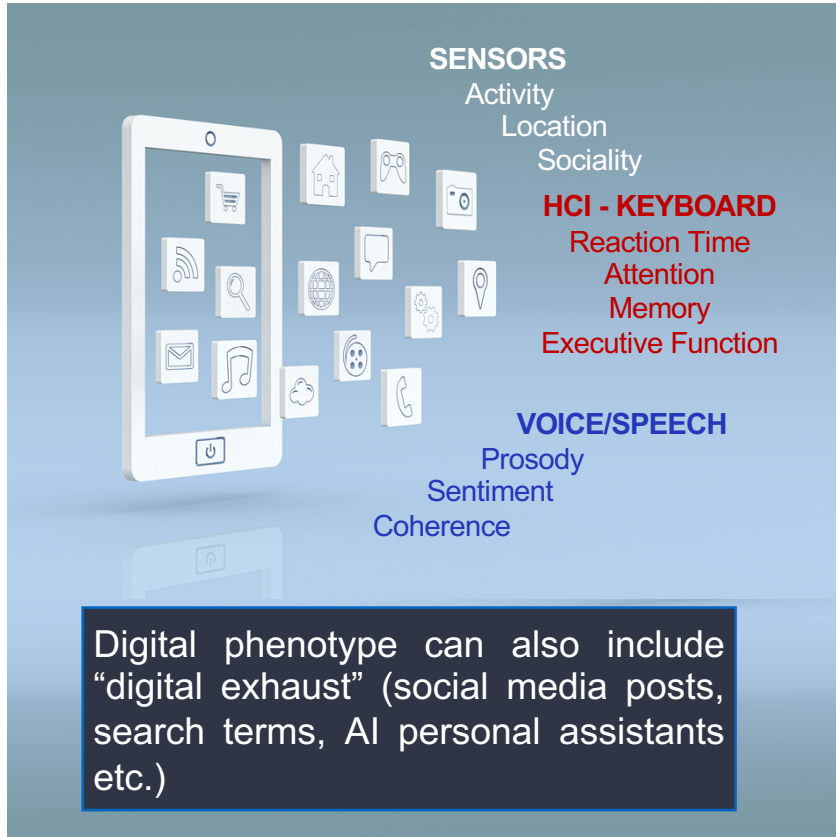 SENSORS
Activity
Location
Sociality
HCI - KEYBOARD
Reaction Time
Attention
Memory
Executive Function
VOICE/SPEECH
Prosody
Sentiment
Coherence
Digital phenotype can also include
“digital exhaust” (social media posts,
search terms, AI personal assistants
etc.)